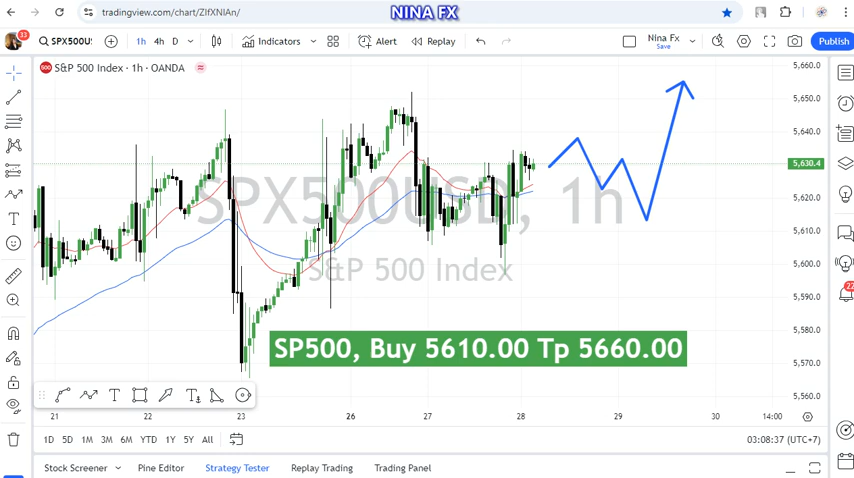 NINA FX
tradingview.com/chart/ZIfXNIAn/
33
SPX500U:
1h 4h D
Indicators
Alert
Replay
Nina Fx
Save
Publish
500
S&P 500 Index · 1h · OANDA
SPX500USD, 1h
S&P 500 Index
5,660.0
5,650.0
5,640.0
5,630.4
5,620.0
5,610.0
5,600.0
5,590.0
5,580.0
5,570.0
5,560.0
SP500, Buy 5610.00 Tp 5660.00
21 22 23 26 27 28 29 30 14:00
1D 5D 1M 3M 6M YTD 1Y 5Y All
03:08:37 (UTC+7)
Stock Screener Pine Editor Strategy Tester Replay Trading Trading Panel